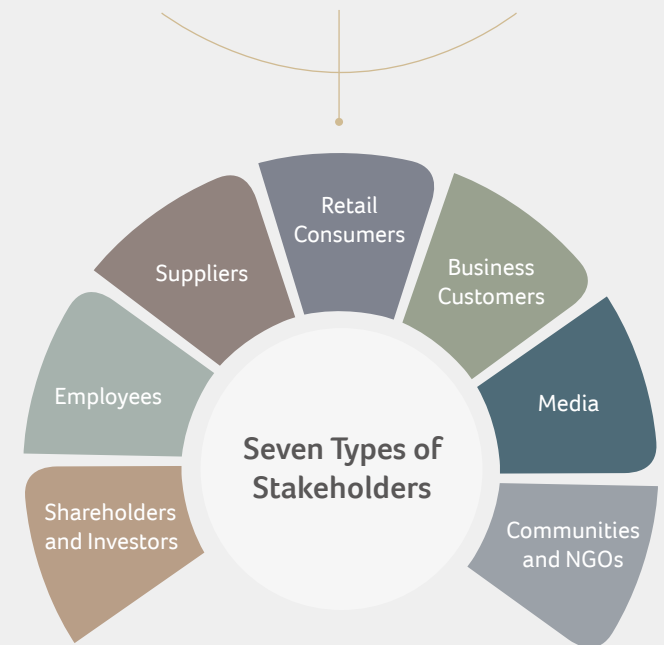 Retail
Consumers
Suppliers
Business
Customers
Employees
Media
Seven Types of
Stakeholders
Shareholders
and Investors
Communities
and NGOs